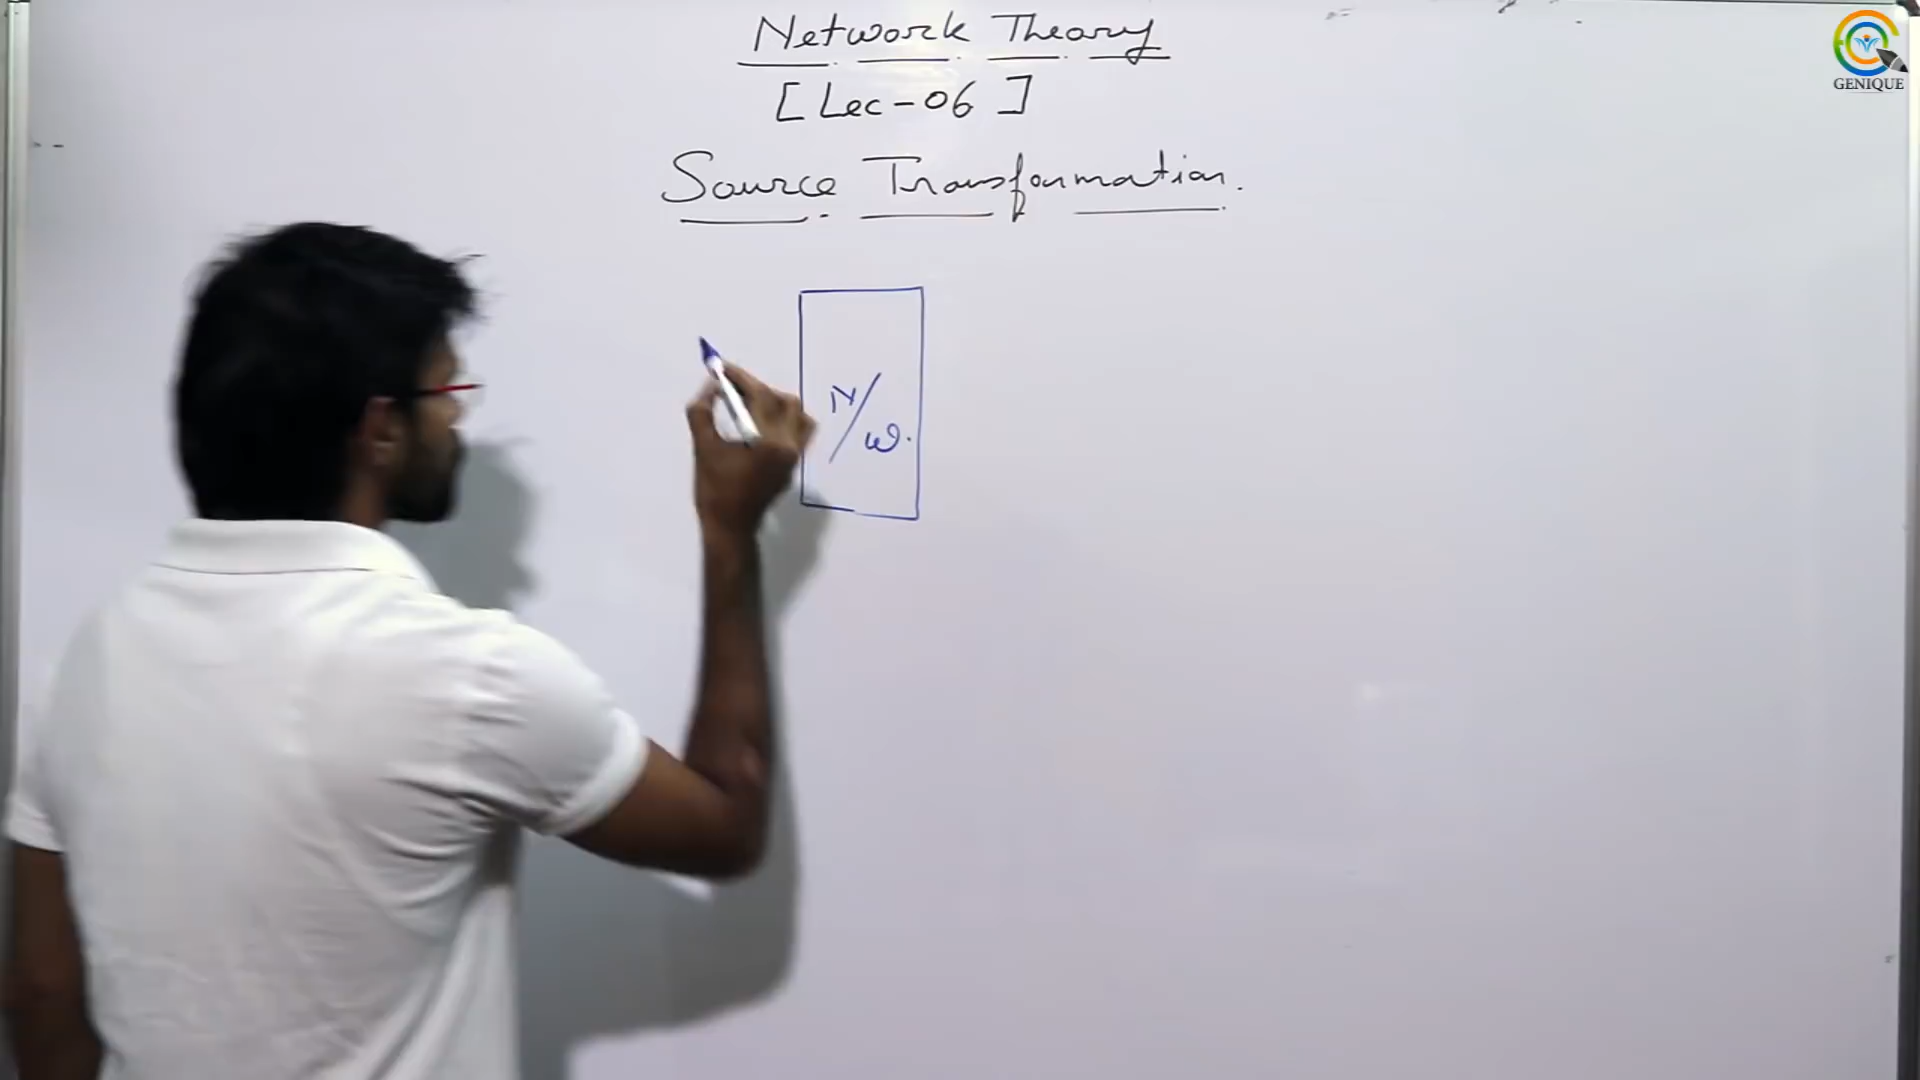 Network Theory
[Lec-06]
Source Transformation.
N/W.
GENIQUE